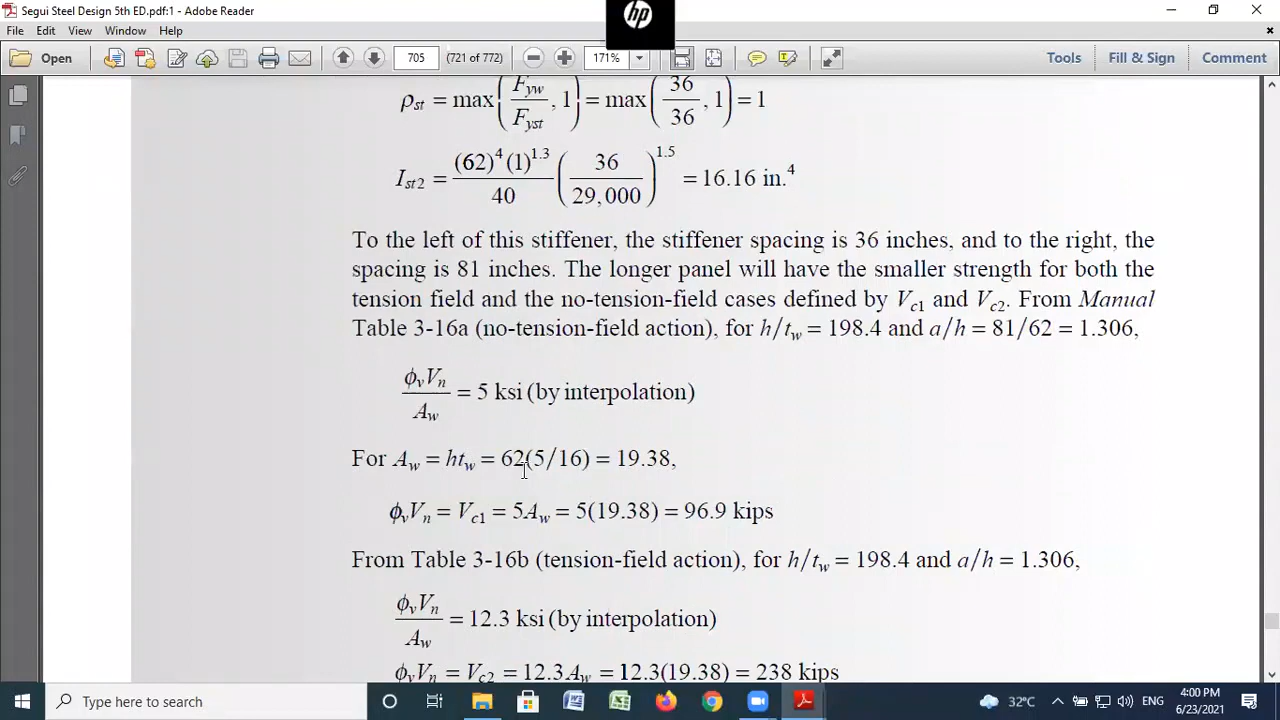 Segui Steel Design 5th ED.pdf:1 - Adobe Reader
hp
File Edit View Window Help
Open 705 (721 of 772) 171% Tools Fill & Sign Comment
ρst = max(Fyw/Fyst, 1) = max(36/36, 1) = 1
Ist2 = (62)^4 (1)^1.3/40 (36/29,000)^1.5 = 16.16 in.^4
To the left of this stiffener, the stiffener spacing is 36 inches, and to the right, the
spacing is 81 inches. The longer panel will have the smaller strength for both the
tension field and the no-tension-field cases defined by Vc1 and Vc2. From Manual
Table 3-16a (no-tension-field action), for h/tw = 198.4 and a/h = 81/62 = 1.306,
ϕvVn/Aw = 5 ksi (by interpolation)
For Aw = htw = 62(5/16) = 19.38,
ϕvVn = Vc1 = 5Aw = 5(19.38) = 96.9 kips
From Table 3-16b (tension-field action), for h/tw = 198.4 and a/h = 1.306,
ϕvVn/Aw = 12.3 ksi (by interpolation)
ϕvVn = Vc2 = 12.3Aw = 12.3(19.38) = 238 kips
Type here to search
32°C ENG
4:00 PM
6/23/2021